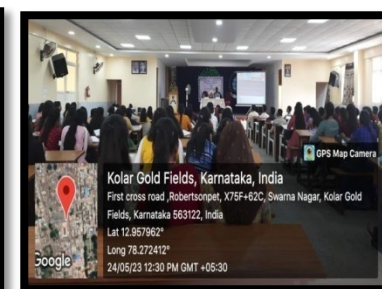 GPS Map Camera
Kolar Gold Fields, Karnataka, India
First cross road ,Robertsonpet, X75F+62C, Swarna Nagar, Kolar Gold
Fields, Karnataka 563122, India
Lat 12.957962°
Long 78.272412°
24/05/23 12:30 PM GMT +05:30
Google